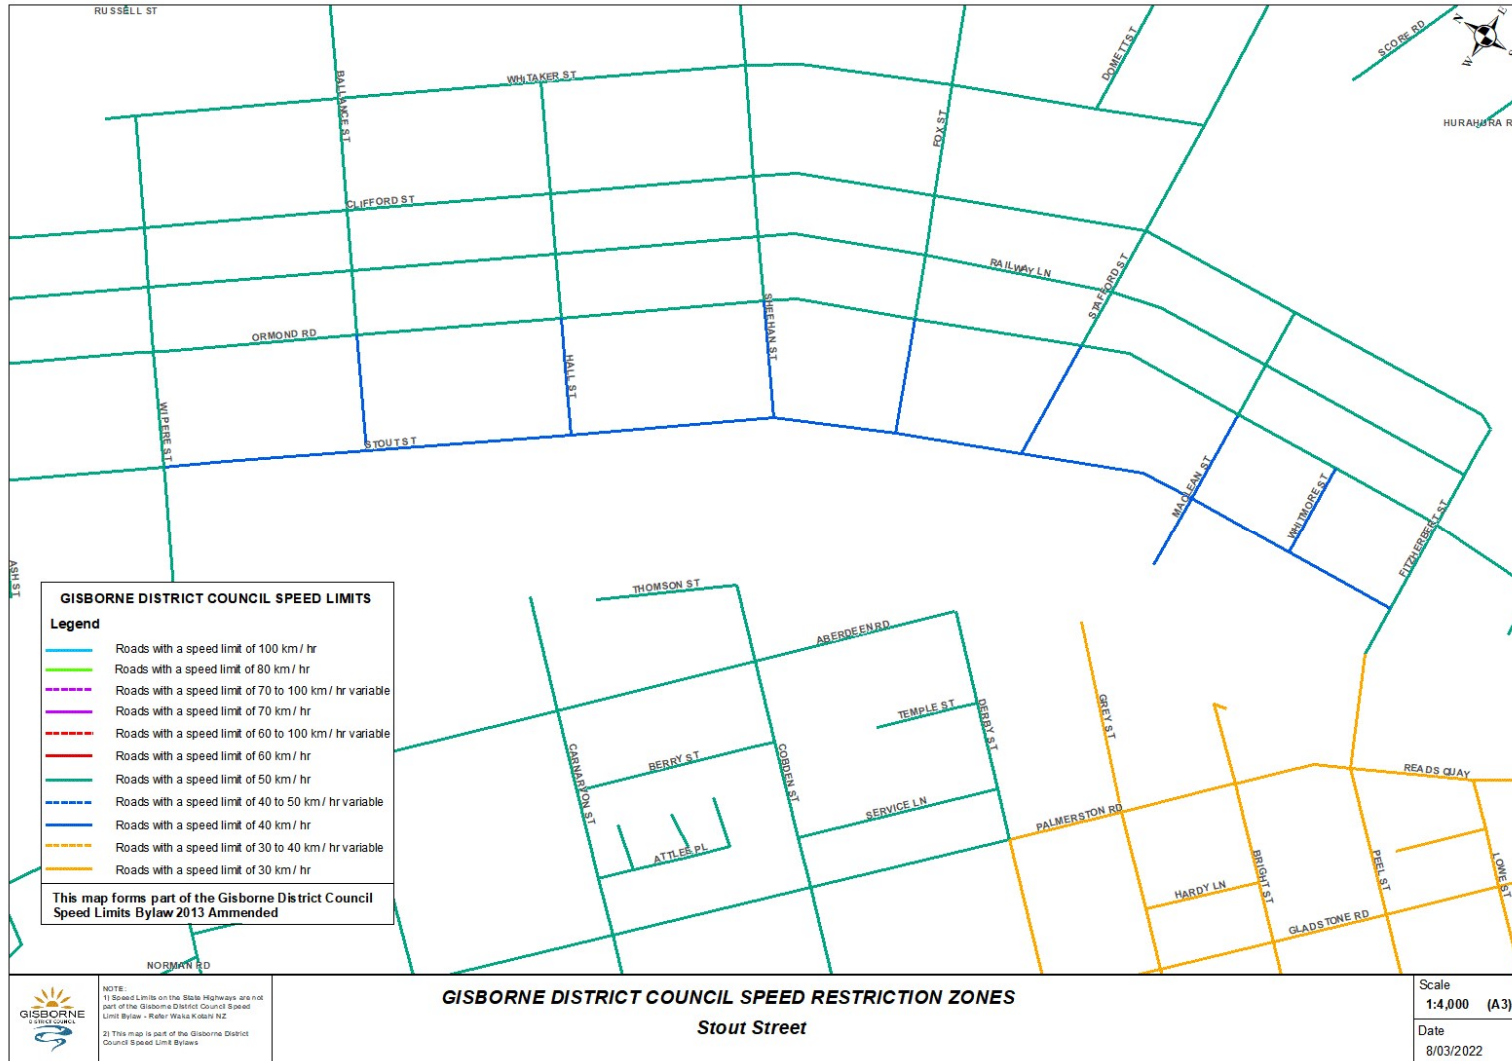 RUSSELL ST
BALLANCE ST
WHITAKER ST
DOMETT ST
SCORE RD
N
E
W
S
FOX ST
HURAHURA R
CLIFFORD ST
RAILWAY LN
STAFFORD ST
ORMOND RD
SHEEHAN ST
HALL ST
WI PERE ST
STOUT ST
MACLEAN ST
WHITMORE ST
FITZHERBERT ST
ASH ST
THOMSON ST
ABERDEEN RD
TEMPLE ST
DERBY ST
GREY ST
CARNARVON ST
BERRY ST
COBDEN ST
SERVICE LN
ATTLEE PL
PALMERSTON RD
READS QUAY
HARDY LN
BRIGHT ST
PEEL ST
LOWE ST
GLADSTONE RD
NORMAN RD
GISBORNE DISTRICT COUNCIL SPEED LIMITS
Legend
Roads with a speed limit of 100 km / hr
Roads with a speed limit of 80 km / hr
Roads with a speed limit of 70 to 100 km / hr variable
Roads with a speed limit of 70 km / hr
Roads with a speed limit of 60 to 100 km / hr variable
Roads with a speed limit of 60 km / hr
Roads with a speed limit of 50 km / hr
Roads with a speed limit of 40 to 50 km / hr variable
Roads with a speed limit of 40 km / hr
Roads with a speed limit of 30 to 40 km / hr variable
Roads with a speed limit of 30 km / hr
This map forms part of the Gisborne District Council
Speed Limits Bylaw 2013 Ammended
GISBORNE
DISTRICT COUNCIL
NOTE:
1) Speed Limits on the State Highways are not
part of the Gisborne District Council Speed
Limit Bylaw - Refer Waka Kotahi NZ
2) This map is part of the Gisborne District
Council Speed Limit Bylaws
GISBORNE DISTRICT COUNCIL SPEED RESTRICTION ZONES
Stout Street
Scale
1:4,000 (A3)
Date
8/03/2022